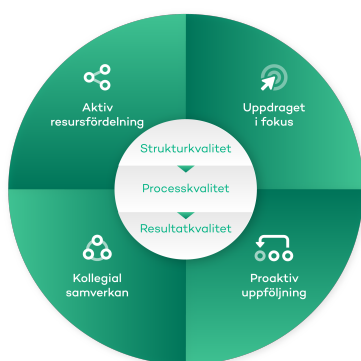 Aktiv
resursfördelning
Uppdraget
i fokus
Strukturkvalitet
Processkvalitet
Resultatkvalitet
Kollegial
samverkan
Proaktiv
uppföljning